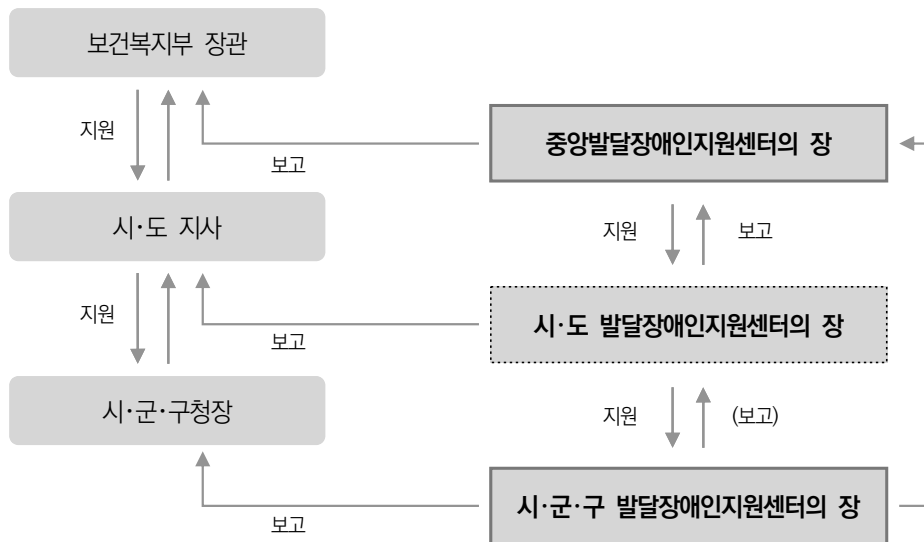 보건복지부 장관
지원
보고
중앙발달장애인지원센터의 장
시·도 지사
지원
보고
지원
보고
시·도 발달장애인지원센터의 장
시·군·구청장
지원
(보고)
보고
시·군·구 발달장애인지원센터의 장